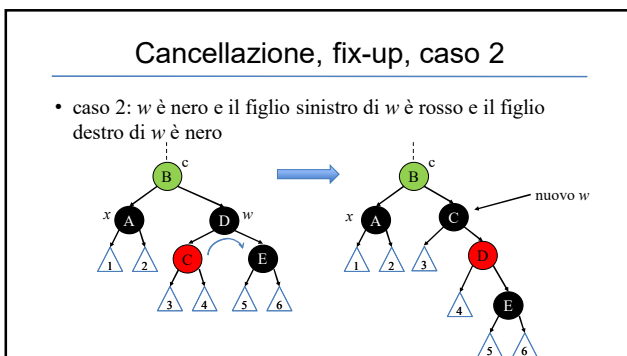 Cancellazione, fix-up, caso 2
• caso 2: w è nero e il figlio sinistro di w è rosso e il figlio
destro di w è nero
c
B
x A
D w
C
E
1 2
3 4 5 6
c
B
nuovo w
x A
C
1 2 3
D
4
E
5 6